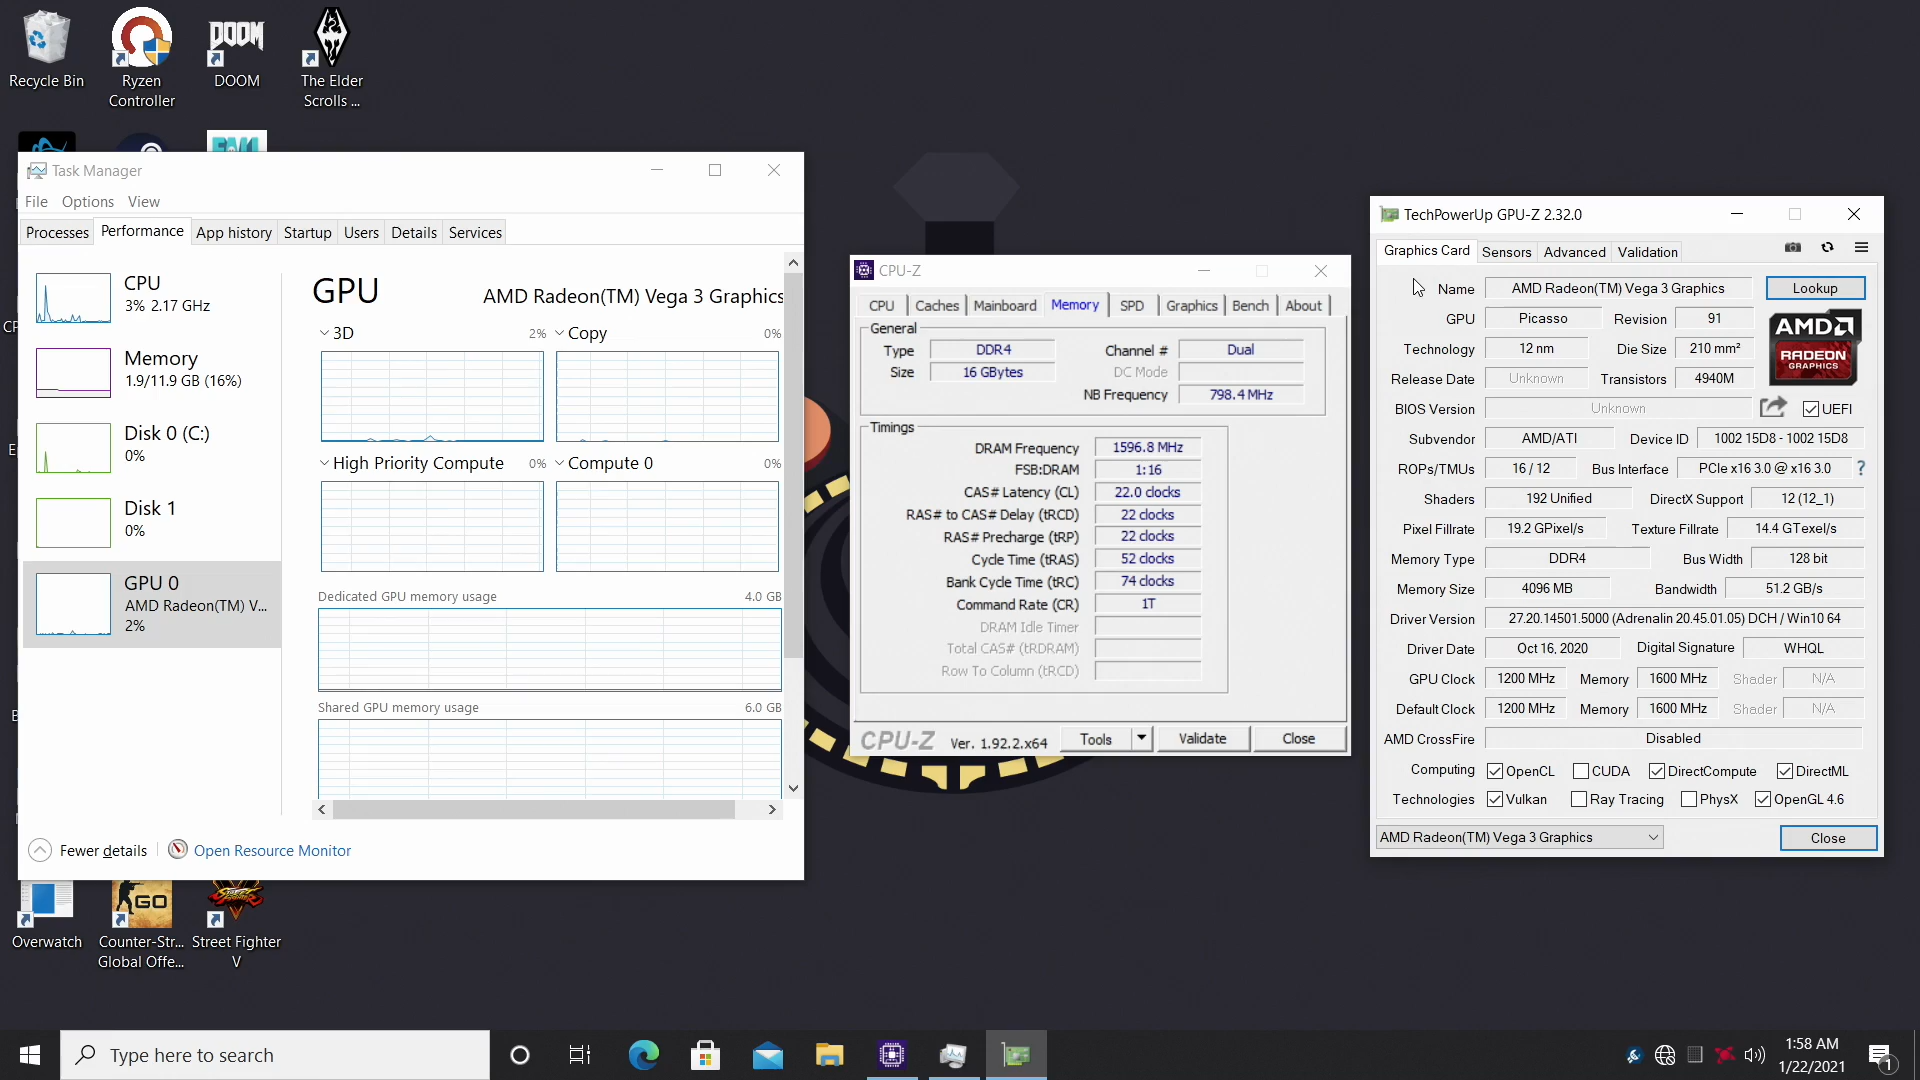 Recycle Bin
Ryzen
Controller
DOOM
DOOM
The Elder
Scrolls ...
Task Manager
File Options View
Processes Performance App history Startup Users Details Services
CPU
3% 2.17 GHz
Memory
1.9/11.9 GB (16%)
Disk 0 (C:)
0%
Disk 1
0%
GPU 0
AMD Radeon(TM) V...
2%
GPU AMD Radeon(TM) Vega 3 Graphics
3D 2% Copy 0%
High Priority Compute 0% Compute 0 0%
Dedicated GPU memory usage 4.0 GB
Shared GPU memory usage 6.0 GB
Fewer details Open Resource Monitor
CPU-Z
CPU Caches Mainboard Memory SPD Graphics Bench About
General
Type DDR4 Channel # Dual
Size 16 GBytes DC Mode
NB Frequency 798.4 MHz
Timings
DRAM Frequency 1596.8 MHz
FSB:DRAM 1:16
CAS# Latency (CL) 22.0 clocks
RAS# to CAS# Delay (tRCD) 22 clocks
RAS# Precharge (tRP) 22 clocks
Cycle Time (tRAS) 52 clocks
Bank Cycle Time (tRC) 74 clocks
Command Rate (CR) 1T
DRAM Idle Timer
Total CAS# (tRDRAM)
Row To Column (tRCD)
CPU-Z Ver. 1.92.2.x64 Tools Validate Close
TechPowerUp GPU-Z 2.32.0
Graphics Card Sensors Advanced Validation
Name AMD Radeon(TM) Vega 3 Graphics Lookup
GPU Picasso Revision 91
AMD
RADEON
GRAPHICS
Technology 12 nm Die Size 210 mm²
Release Date Unknown Transistors 4940M
BIOS Version Unknown UEFI
Subvendor AMD/ATI Device ID 1002 15D8 - 1002 15D8
ROPs/TMUs 16 / 12 Bus Interface PCIe x16 3.0 @ x16 3.0 ?
Shaders 192 Unified DirectX Support 12 (12_1)
Pixel Fillrate 19.2 GPixel/s Texture Fillrate 14.4 GTexel/s
Memory Type DDR4 Bus Width 128 bit
Memory Size 4096 MB Bandwidth 51.2 GB/s
Driver Version 27.20.14501.5000 (Adrenalin 20.45.01.05) DCH / Win10 64
Driver Date Oct 16, 2020 Digital Signature WHQL
GPU Clock 1200 MHz Memory 1600 MHz Shader N/A
Default Clock 1200 MHz Memory 1600 MHz Shader N/A
AMD CrossFire Disabled
Computing OpenCL CUDA DirectCompute DirectML
Technologies Vulkan Ray Tracing PhysX OpenGL 4.6
AMD Radeon(TM) Vega 3 Graphics Close
GO
Overwatch
Counter-Str...
Global Offe...
Street Fighter
V
Type here to search
1:58 AM
1/22/2021
1